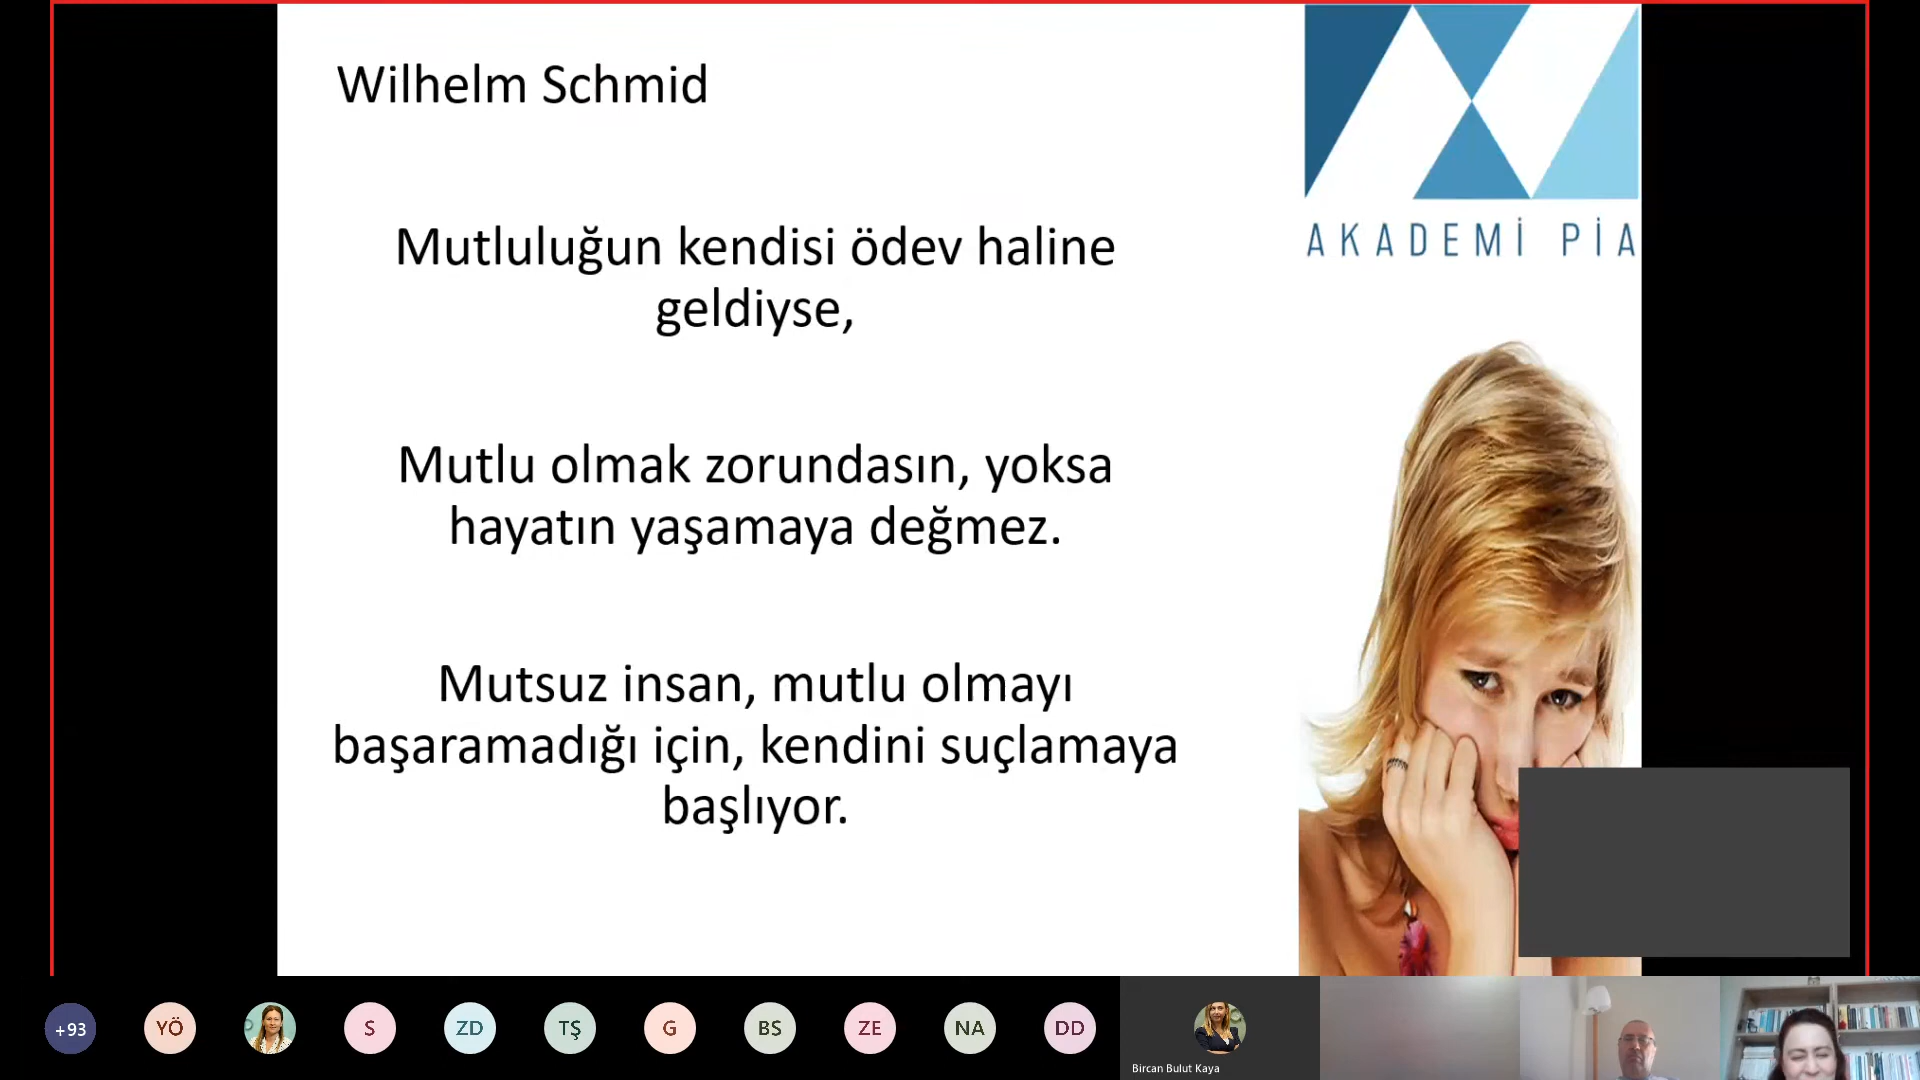 Wilhelm Schmid
AKADEMİ PİA
Mutluluğun kendisi ödev haline
geldiyse,
Mutlu olmak zorundasın, yoksa
hayatın yaşamaya değmez.
Mutsuz insan, mutlu olmayı
başaramadığı için, kendini suçlamaya
başlıyor.
+93 YÖ S ZD TŞ G BS ZE NA DD
Bircan Bulut Kaya